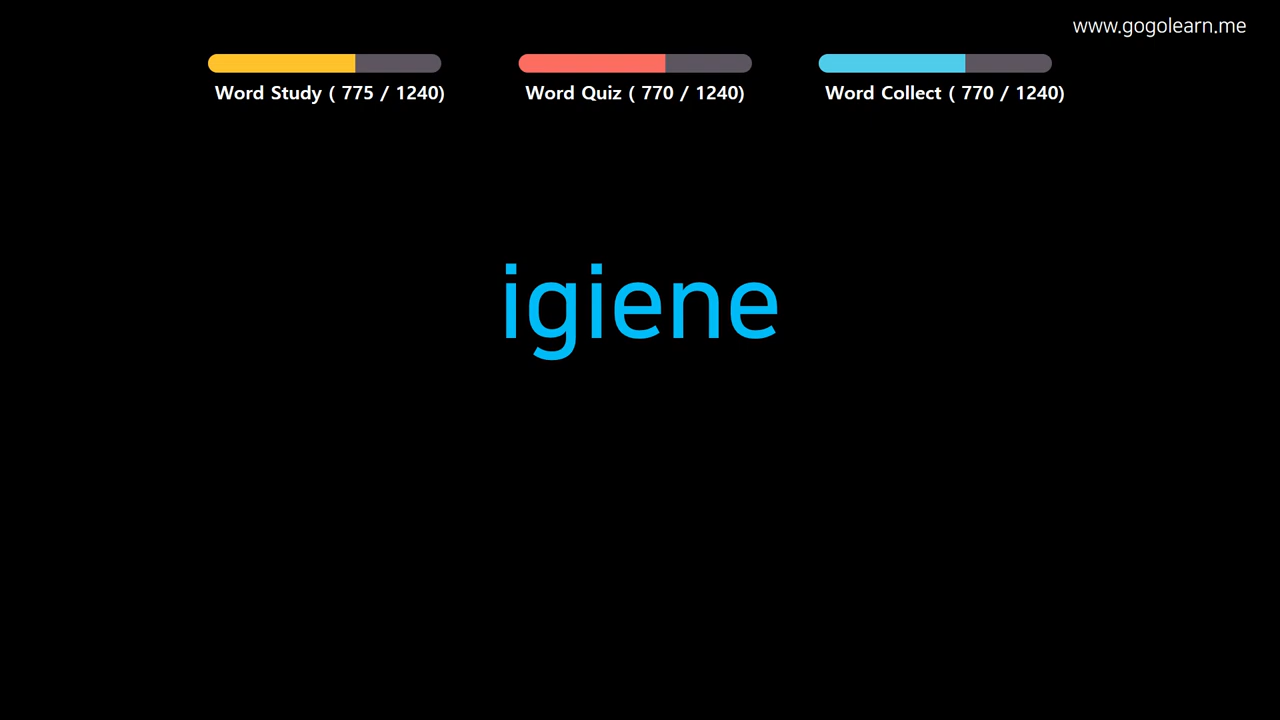 www.gogolearn.me
Word Study ( 775 / 1240)
Word Quiz ( 770 / 1240)
Word Collect ( 770 / 1240)
igiene